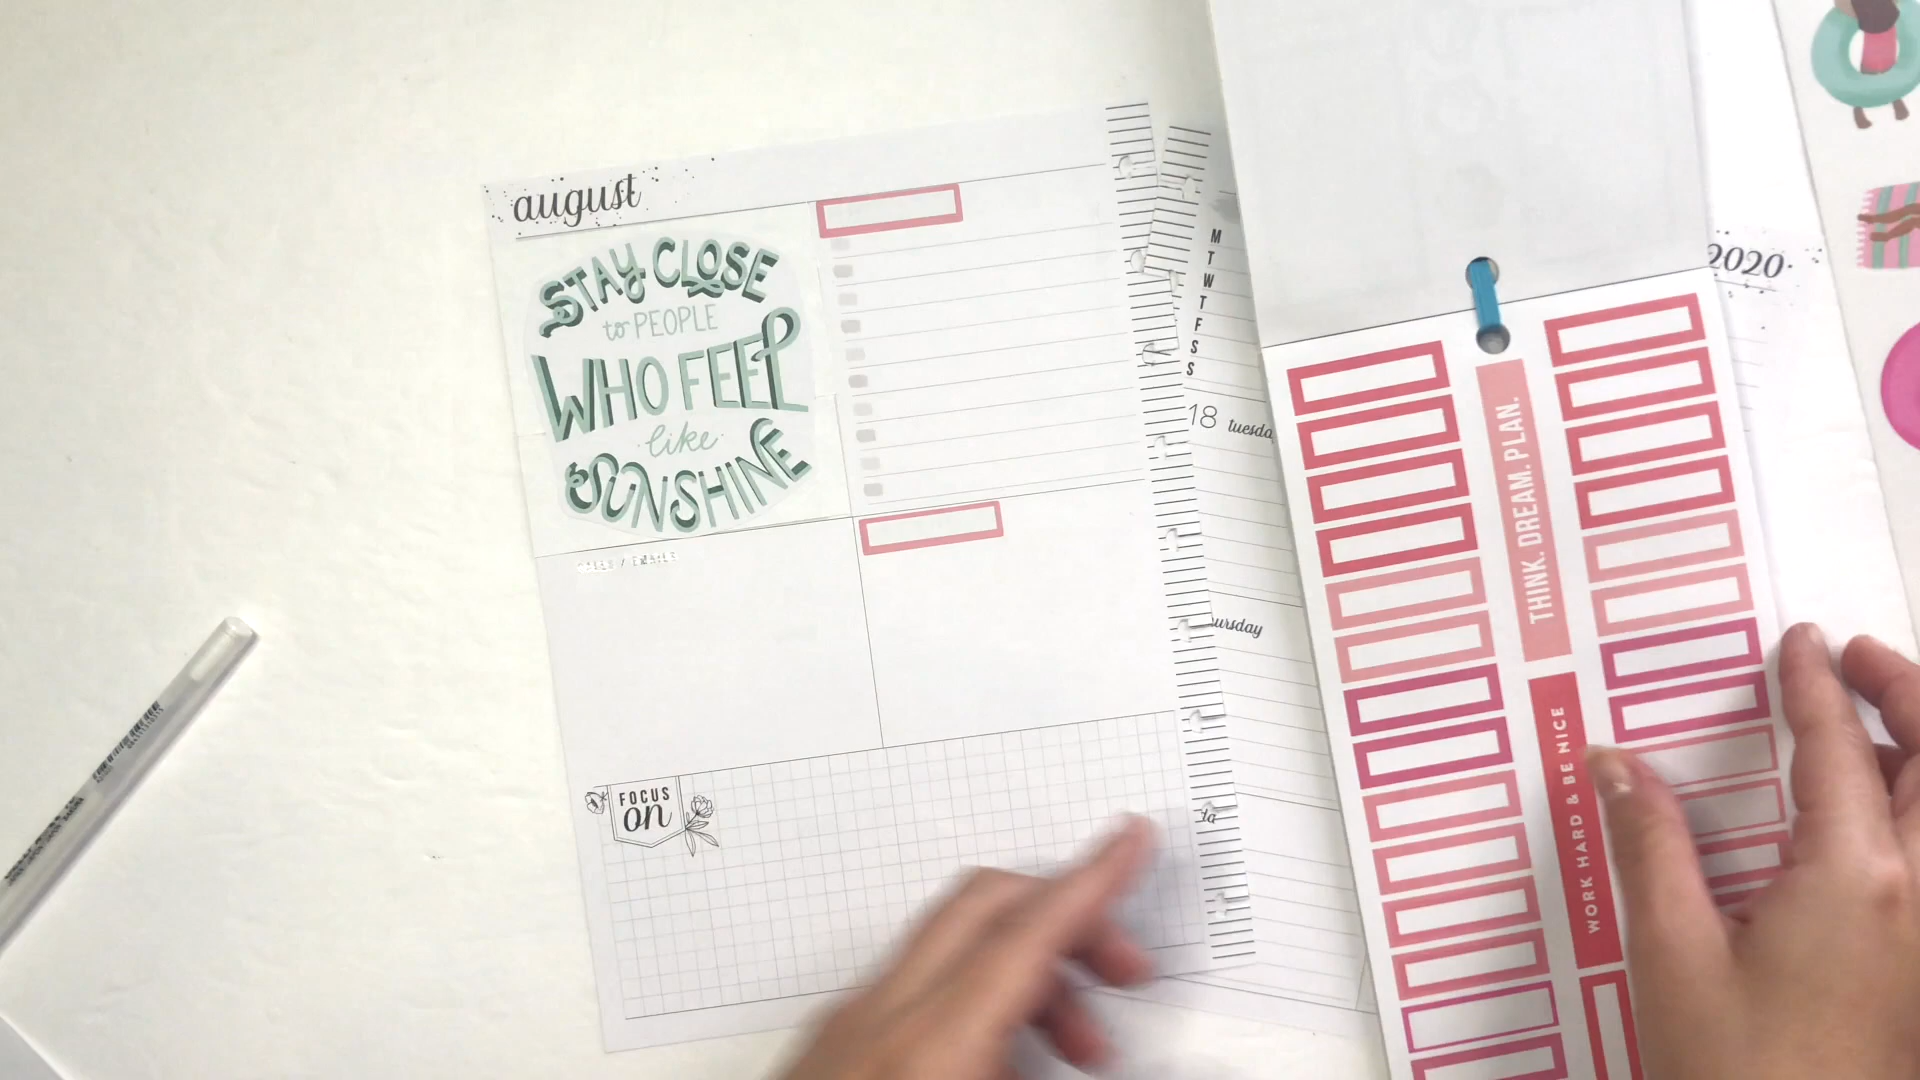 august
STAY CLOSE
to PEOPLE
WHO FEEL
like
SUNSHINE
FOCUS
on
M
T
W
T
F
S
S
18 tuesda
ursday
2020
THINK. DREAM. PLAN.
WORK HARD & BE NICE